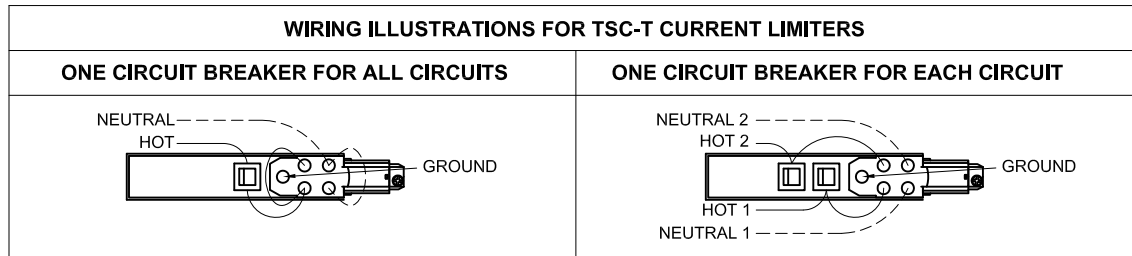 WIRING ILLUSTRATIONS FOR TSC-T CURRENT LIMITERS
ONE CIRCUIT BREAKER FOR ALL CIRCUITS
ONE CIRCUIT BREAKER FOR EACH CIRCUIT
NEUTRAL
HOT
GROUND
NEUTRAL 2
HOT 2
GROUND
HOT 1
NEUTRAL 1